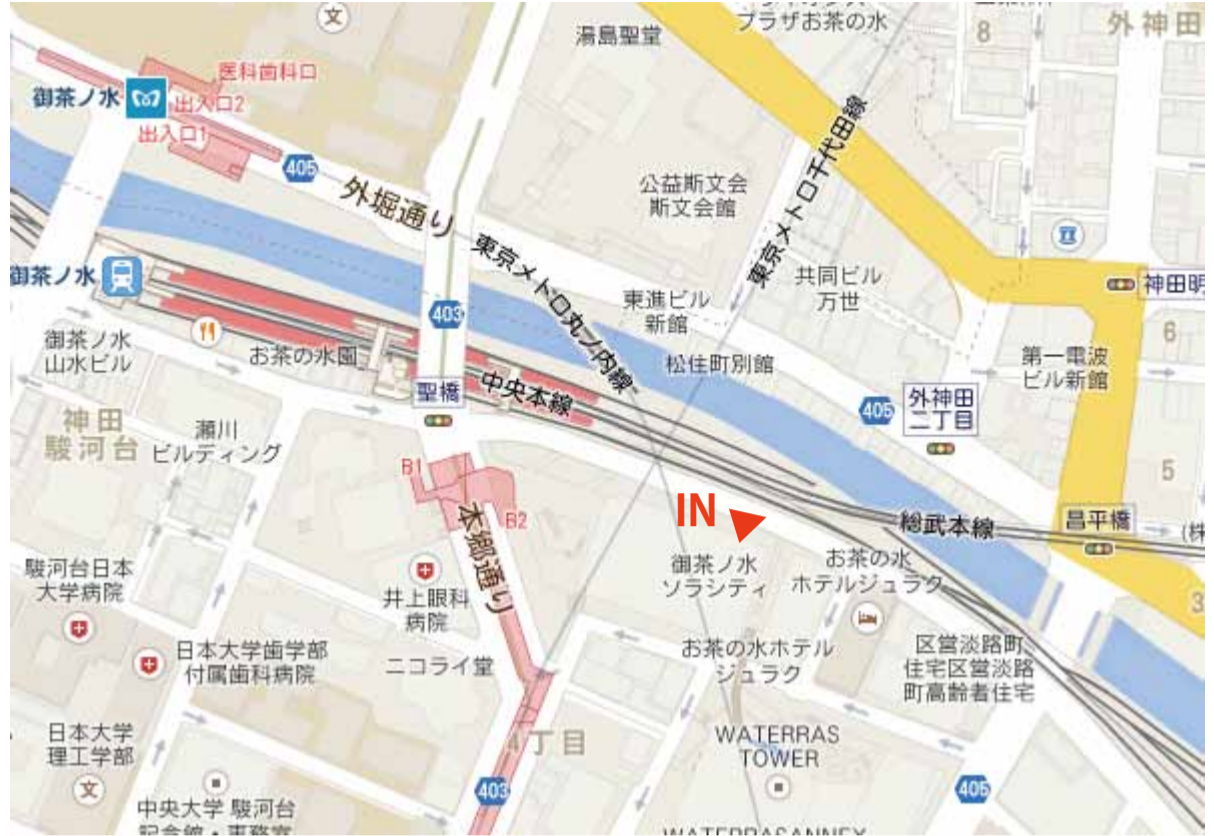 プラザお茶の水
外神田
8
湯島聖堂
文
医科歯科口
御茶ノ水
出入口2
出入口1
405
外堀通り
公益斯文会
斯文会館
東京メトロ千代田線
東京メトロ丸ノ内線
御茶ノ水
403
東進ビル
新館
共同ビル
万世
神田明
6
御茶ノ水
山水ビル
お茶の水園
松住町別館
第一電波
ビル新館
聖橋
中央本線
405
外神田
二丁目
神田
駿河台
瀬川
ビルディング
5
B1
B2
本郷通り
IN
総武本線
昌平橋
(株
駿河台日本
大学病院
井上眼科
病院
御茶ノ水
ソラシティ
お茶の水
ホテルジュラク
3
日本大学歯学部
付属歯科病院
ニコライ堂
お茶の水ホテル
ジュラク
区営淡路町
住宅区営淡路
町高齢者住宅
日本大学
理工学部
文
4丁目
WATERRAS
TOWER
403
405
中央大学 駿河台
記念館・事務室
WATERRASANNEX